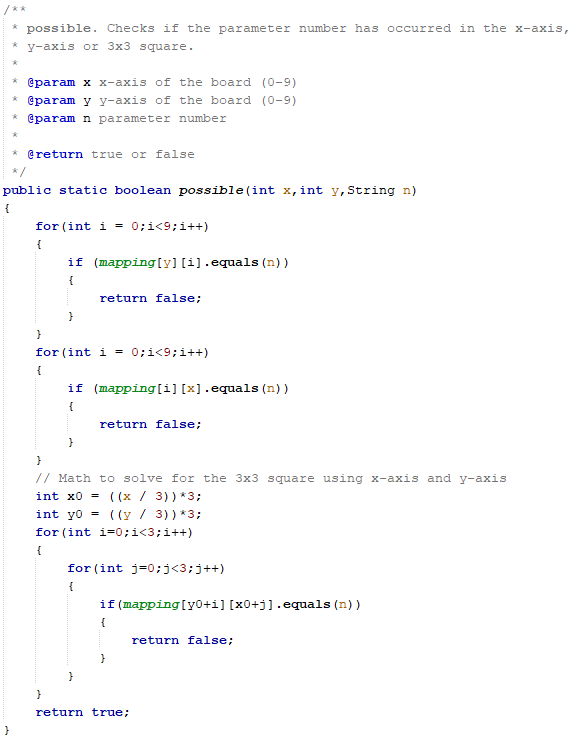 /**
 * possible. Checks if the parameter number has occurred in the x-axis,
 * y-axis or 3x3 square.
 *
 * @param x x-axis of the board (0-9)
 * @param y y-axis of the board (0-9)
 * @param n parameter number
 *
 * @return true or false
 */
public static boolean possible(int x,int y,String n)
{
    for(int i = 0;i<9;i++)
    {
        if (mapping[y][i].equals(n))
        {
            return false;
        }
    }
    for(int i = 0;i<9;i++)
    {
        if (mapping[i][x].equals(n))
        {
            return false;
        }
    }
    // Math to solve for the 3x3 square using x-axis and y-axis
    int x0 = ((x / 3))*3;
    int y0 = ((y / 3))*3;
    for(int i=0;i<3;i++)
    {
        for(int j=0;j<3;j++)
        {
            if(mapping[y0+i][x0+j].equals(n))
            {
                return false;
            }
        }
    }
    return true;
}